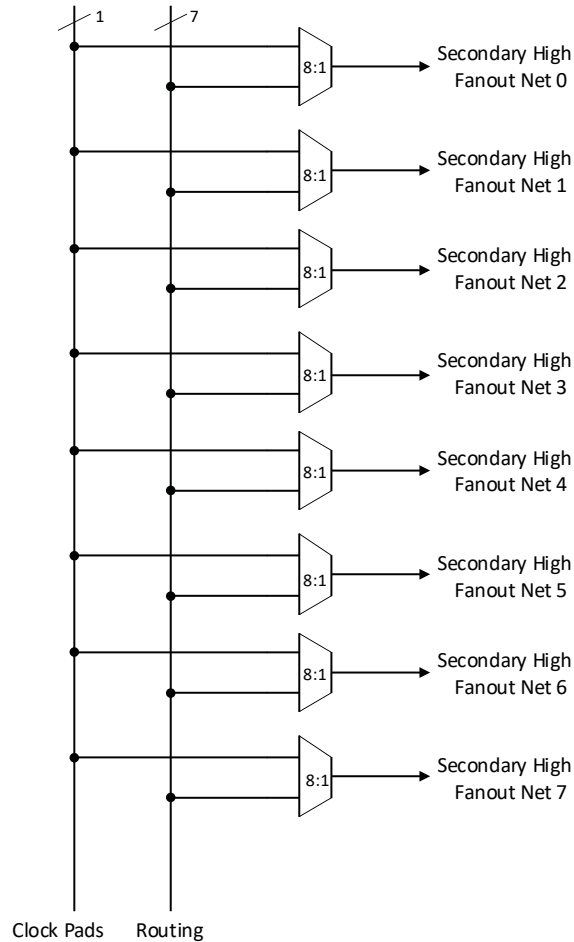 1
7
8:1
Secondary High
Fanout Net 0
8:1
Secondary High
Fanout Net 1
8:1
Secondary High
Fanout Net 2
8:1
Secondary High
Fanout Net 3
8:1
Secondary High
Fanout Net 4
8:1
Secondary High
Fanout Net 5
8:1
Secondary High
Fanout Net 6
8:1
Secondary High
Fanout Net 7
Clock Pads
Routing